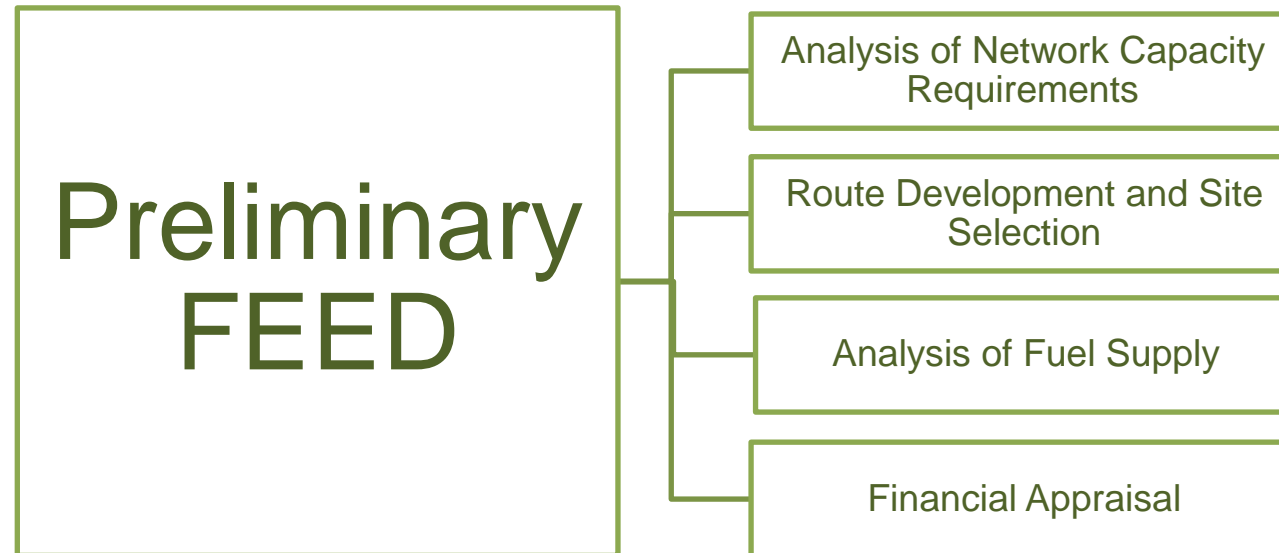 Preliminary
FEED
Analysis of Network Capacity
Requirements
Route Development and Site
Selection
Analysis of Fuel Supply
Financial Appraisal